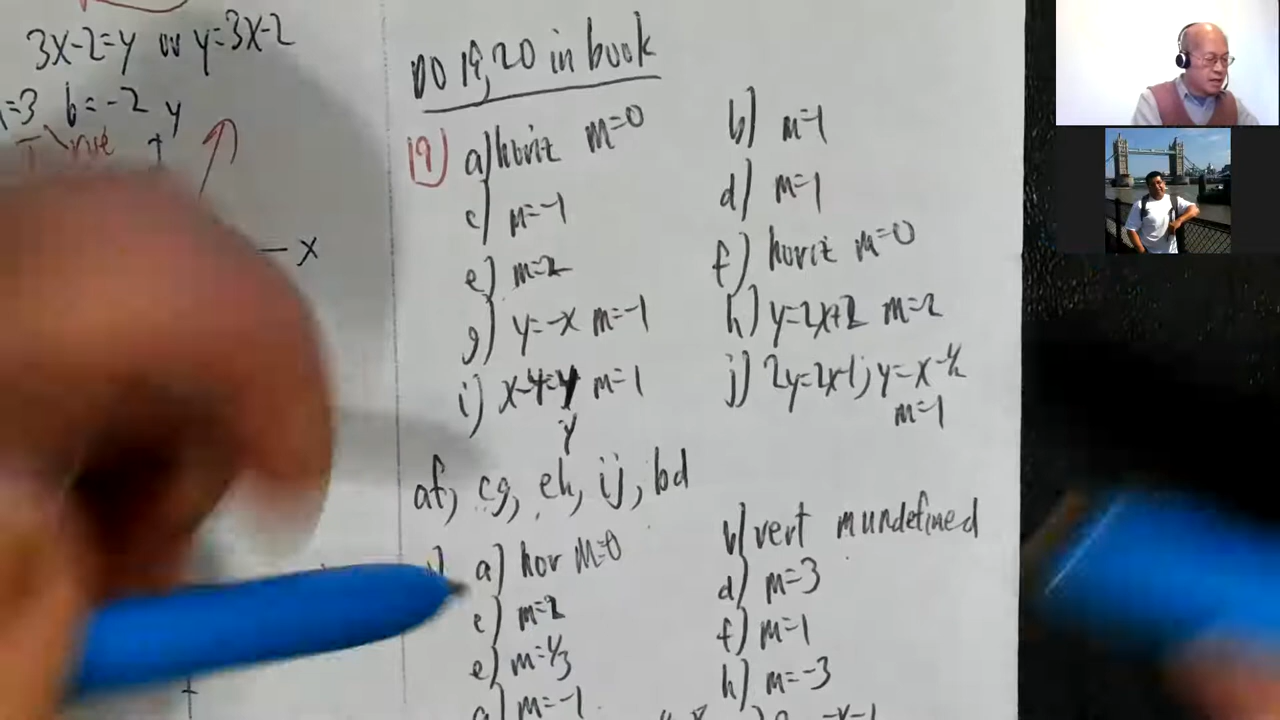 3x-2=y or y=3x-2
=3 b=-2 y
x
DO 19,20 in book
19) a) horiz m=0 b) m=1
c) m=-1 d) m=1
e) m=2 f) horiz m=0
g) y=-x m=-1 h) y=2x+2 m=2
i) x-4=y m=1 j) 2y=2x-1; y=x-1/2
y m=1
af, cg, eh, ij, bd
a) hor m=0 b) vert m undefined
c) m=2 d) m=3
e) m=1/3 f) m=1
g) m=-1 h) m=-3